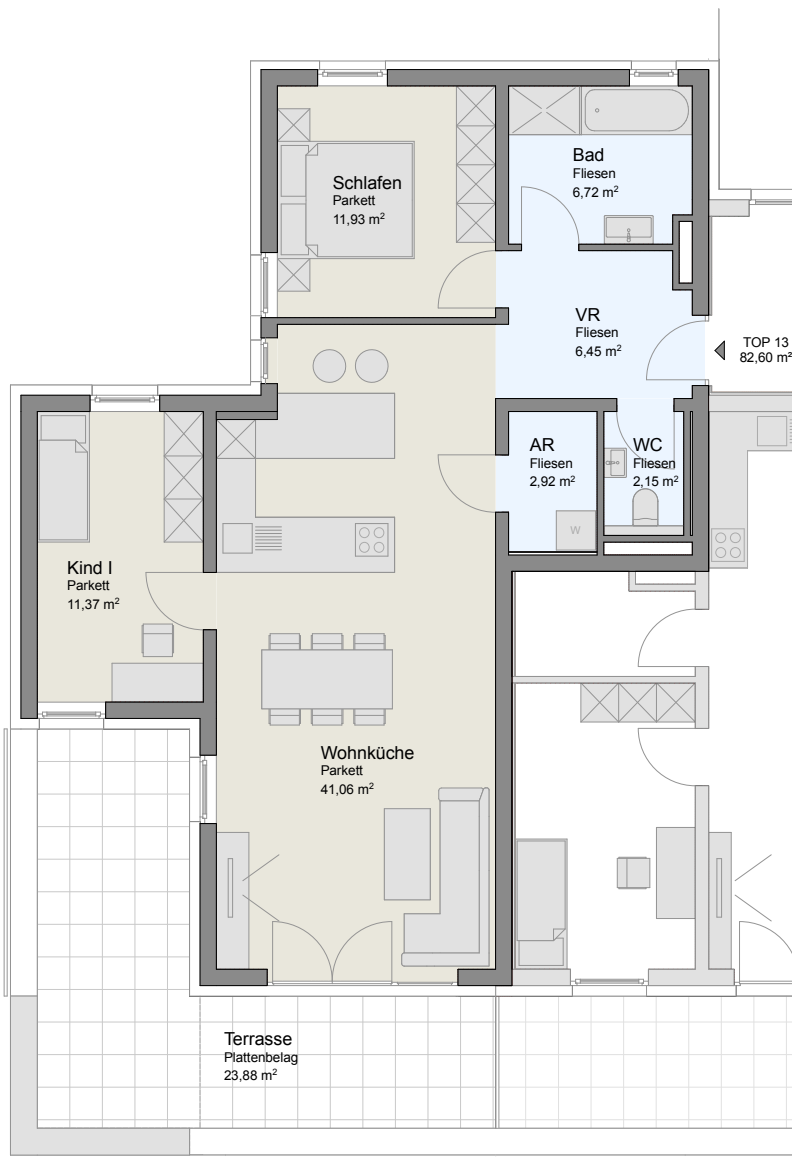 Bad
Fliesen
6,72 m²
Schlafen
Parkett
11,93 m²
VR
Fliesen
6,45 m²
TOP 13
82,60 m²
AR
Fliesen
2,92 m²
WC
Fliesen
2,15 m²
W
Kind I
Parkett
11,37 m²
Wohnküche
Parkett
41,06 m²
Terrasse
Plattenbelag
23,88 m²